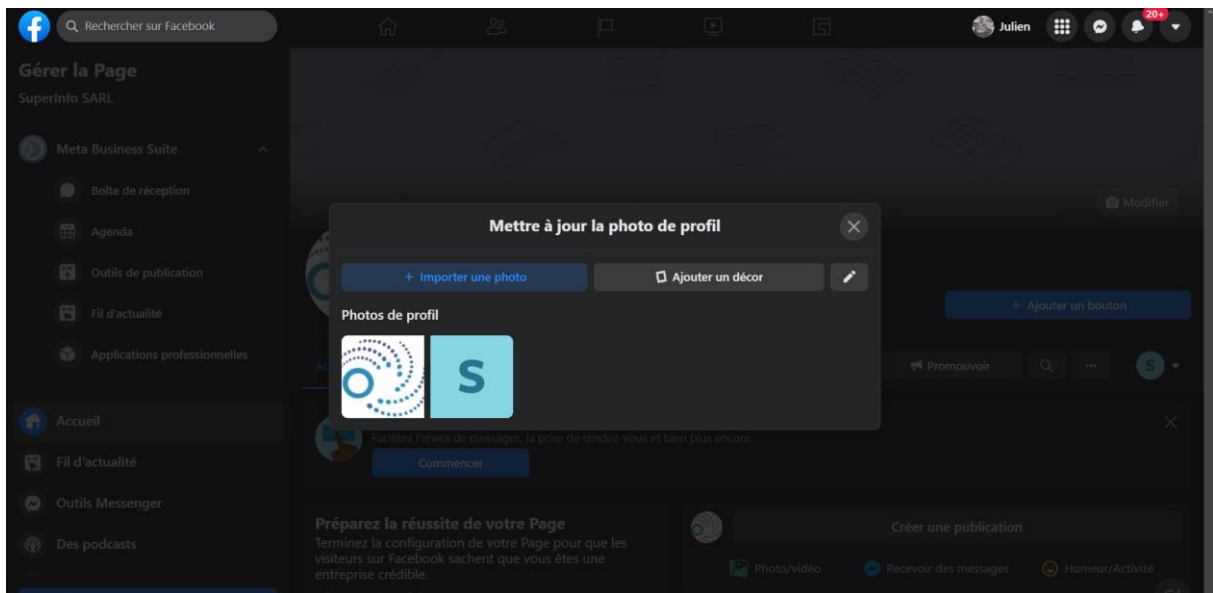 Rechercher sur Facebook
Julien
20+
Gérer la Page
SuperInfo SARL
Meta Business Suite
Boîte de réception
Agenda
Outils de publication
Fil d'actualité
Applications professionnelles
Accueil
Fil d'actualité
Outils Messenger
Des podcasts
Modifier
Mettre à jour la photo de profil
+ Importer une photo
Ajouter un décor
Photos de profil
S
+ Ajouter un bouton
Promouvoir
S
Facilitez l'envoi de messages, la prise de rendez-vous et bien plus encore.
Commencer
Préparez la réussite de votre Page
Terminez la configuration de votre Page pour que les
visiteurs sur Facebook sachent que vous êtes une
entreprise crédible.
Créer une publication
Photo/vidéo
Recevoir des messages
Humeur/Activité